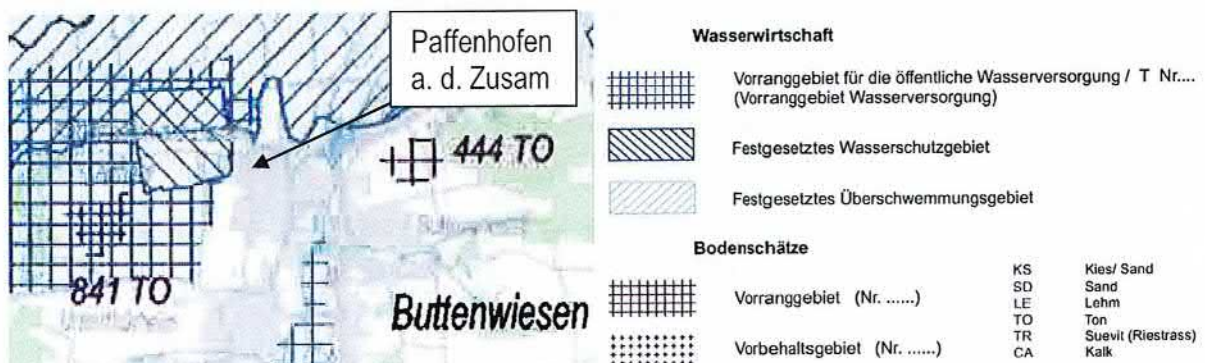 Paffenhofen
a. d. Zusam
444 TO
841 TO
Buttenwiesen
Wasserwirtschaft
Vorranggebiet für die öffentliche Wasserversorgung / T Nr....
(Vorranggebiet Wasserversorgung)
Festgesetztes Wasserschutzgebiet
Festgesetztes Überschwemmungsgebiet
Bodenschätze
Vorranggebiet (Nr. ......)
Vorbehaltsgebiet (Nr. ......)
KS Kies/ Sand
SD Sand
LE Lehm
TO Ton
TR Suevit (Riestrass)
CA Kalk